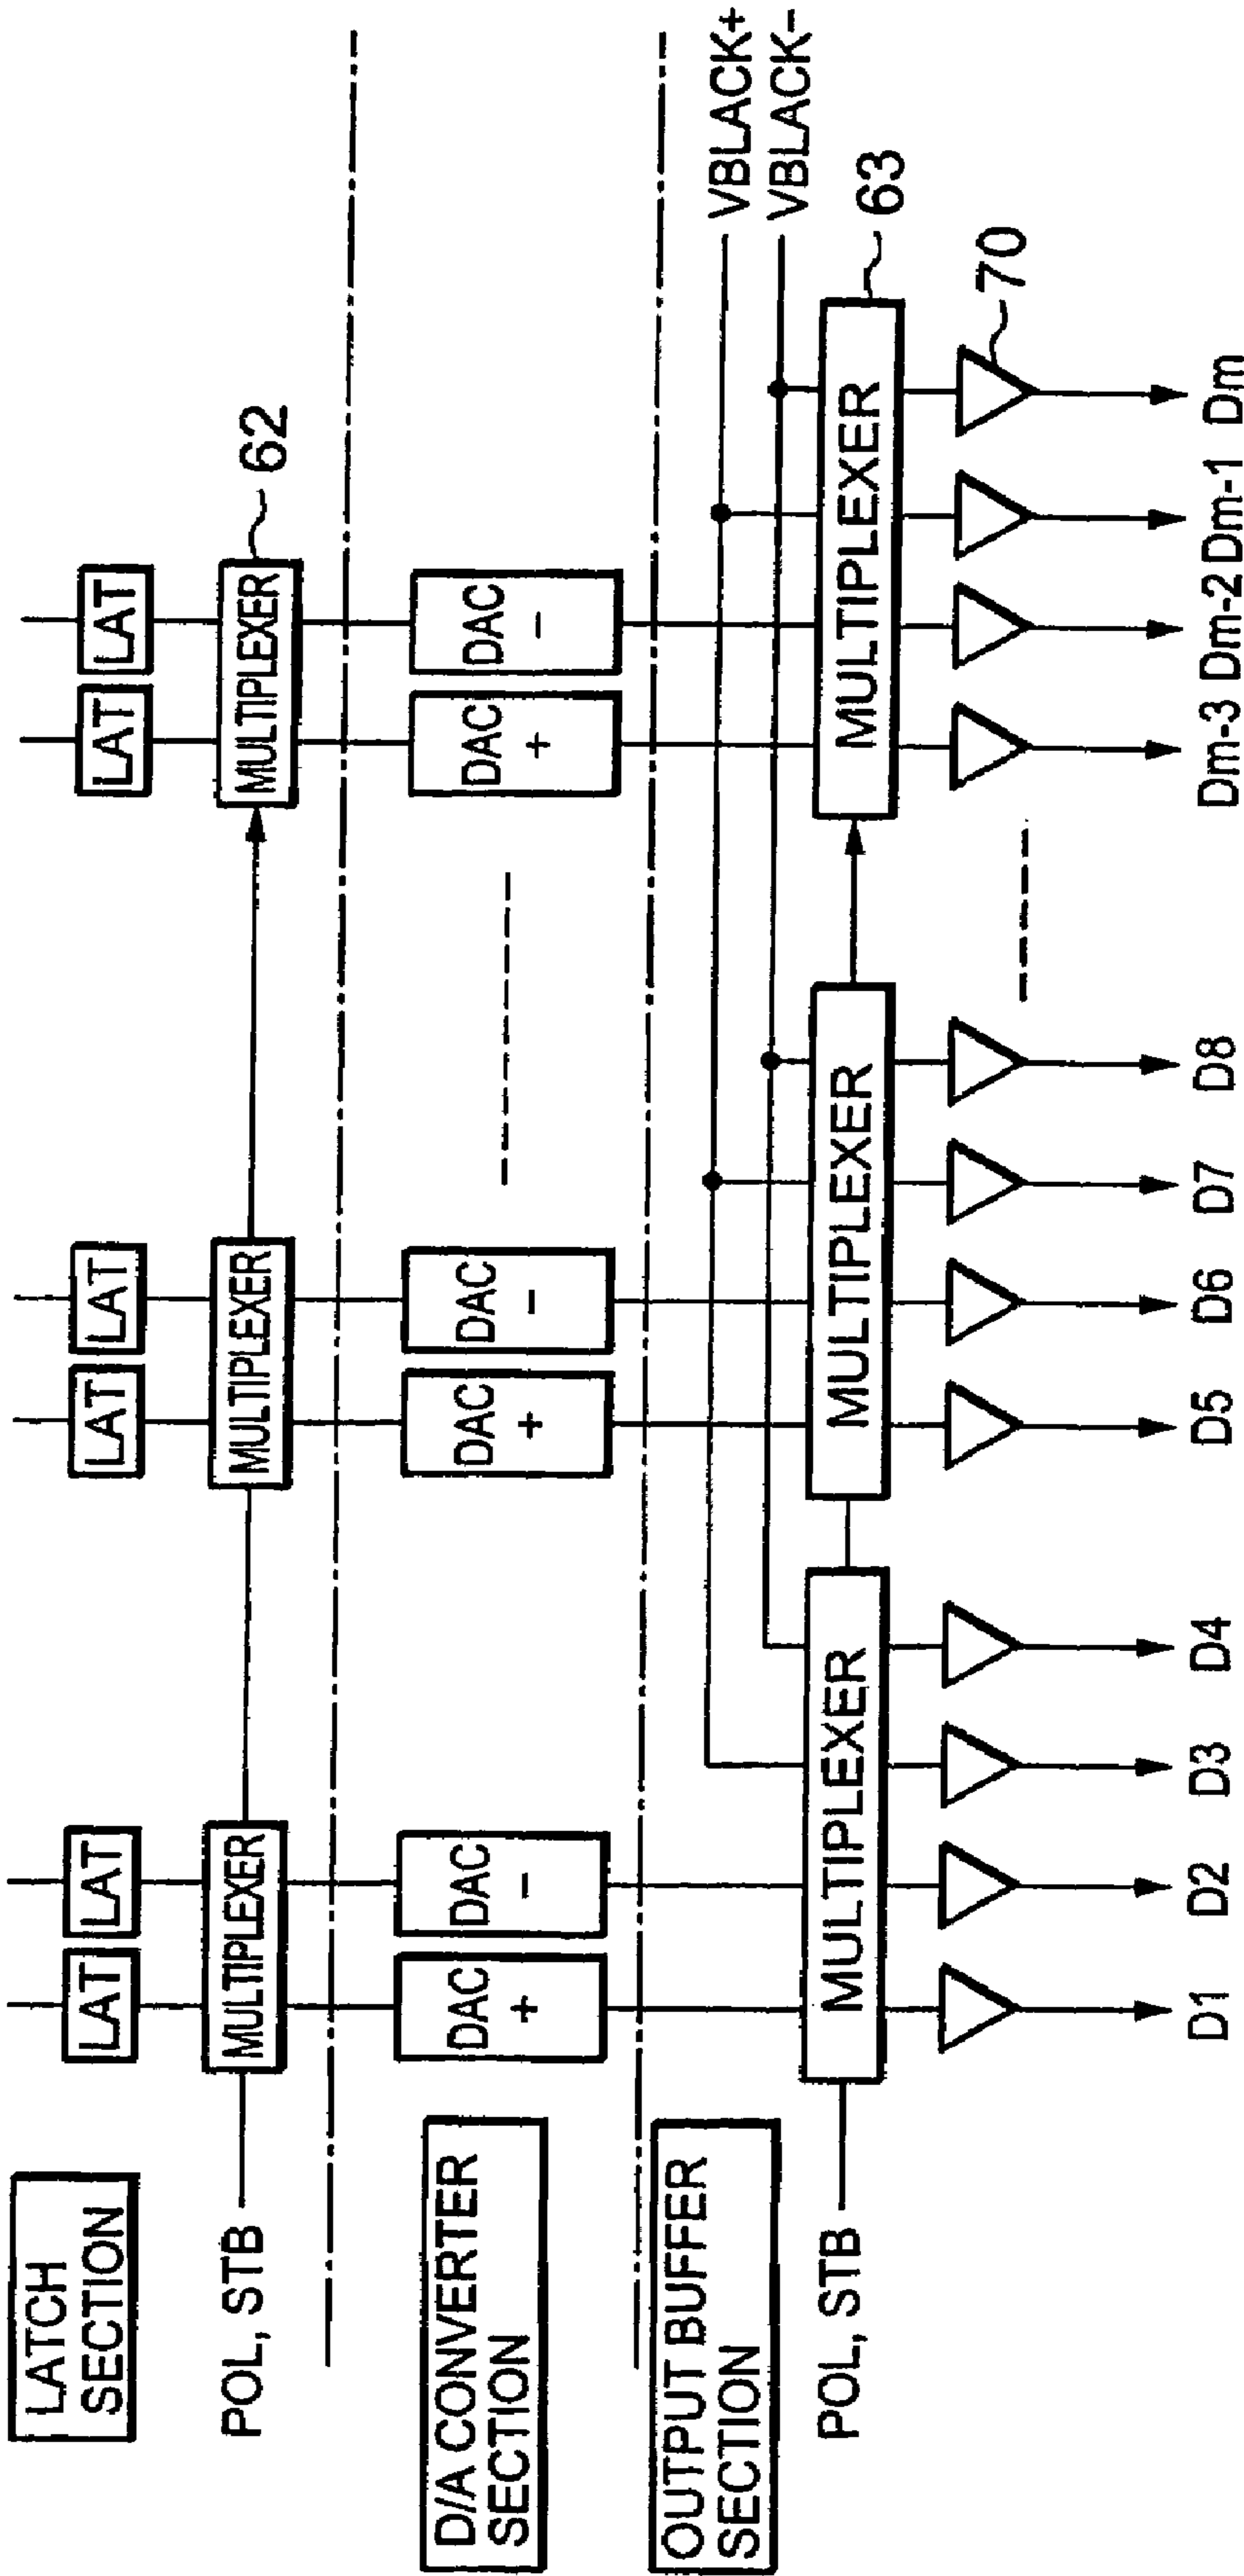 LATCH
SECTION
LAT LAT LAT LAT LAT LAT
POL, STB MULTIPLEXER MULTIPLEXER MULTIPLEXER 62
D/A CONVERTER
SECTION
DAC DAC DAC DAC DAC DAC
+ - + - + -
OUTPUT BUFFER
SECTION
VBLACK+
VBLACK-
POL, STB MULTIPLEXER MULTIPLEXER MULTIPLEXER 63
70
D1 D2 D3 D4 D5 D6 D7 D8 Dm-3 Dm-2 Dm-1 Dm